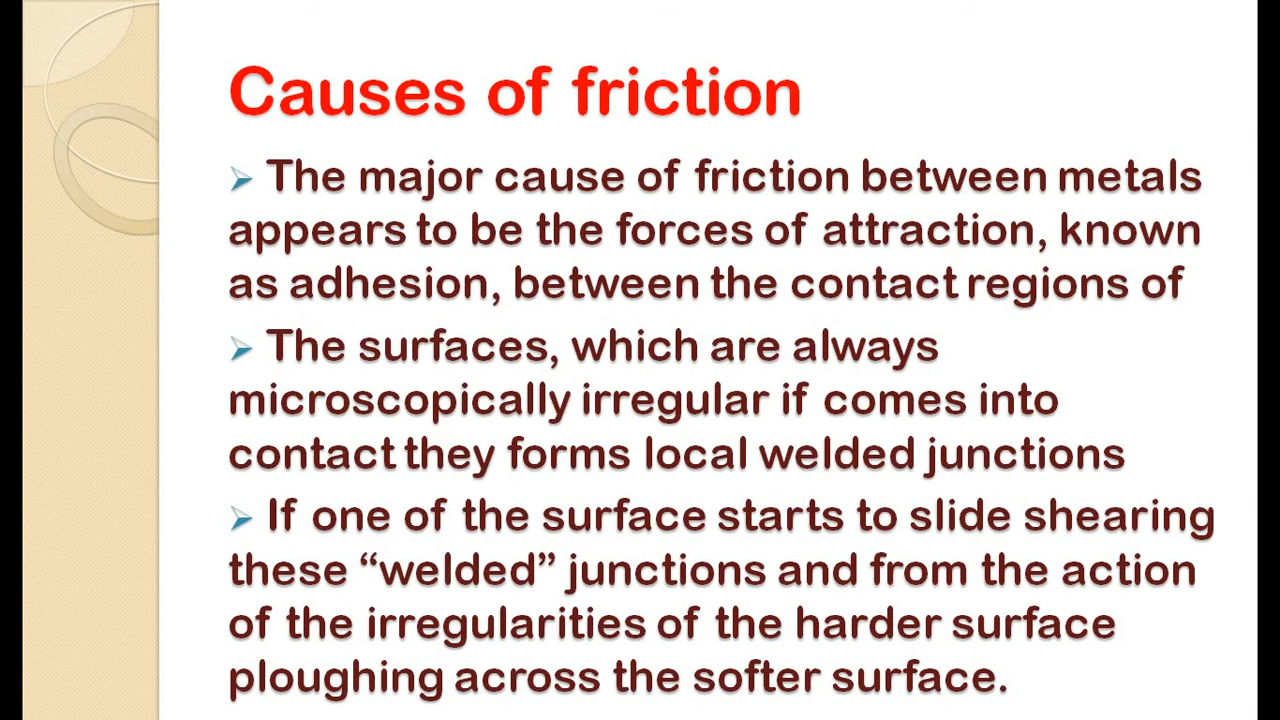 Causes of friction
➢ The major cause of friction between metals
appears to be the forces of attraction, known
as adhesion, between the contact regions of
➢ The surfaces, which are always
microscopically irregular if comes into
contact they forms local welded junctions
➢ If one of the surface starts to slide shearing
these “welded” junctions and from the action
of the irregularities of the harder surface
ploughing across the softer surface.